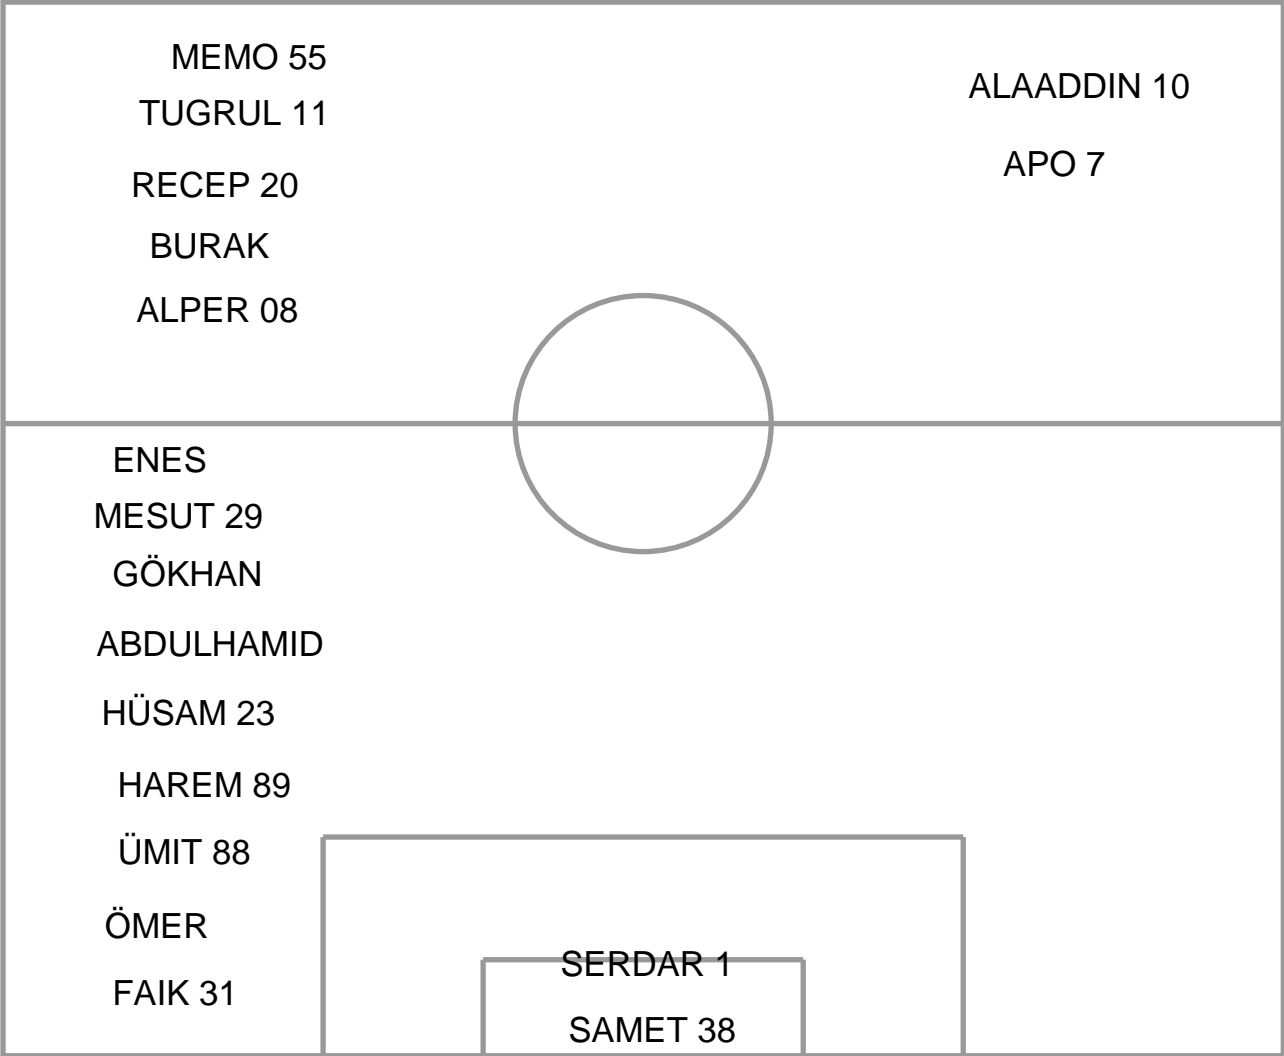 MEMO 55
ALAADDIN 10
TUGRUL 11
APO 7
RECEP 20
BURAK
ALPER 08
ENES
MESUT 29
GÖKHAN
ABDULHAMID
HÜSAM 23
HAREM 89
ÜMIT 88
ÖMER
SERDAR 1
FAIK 31
SAMET 38